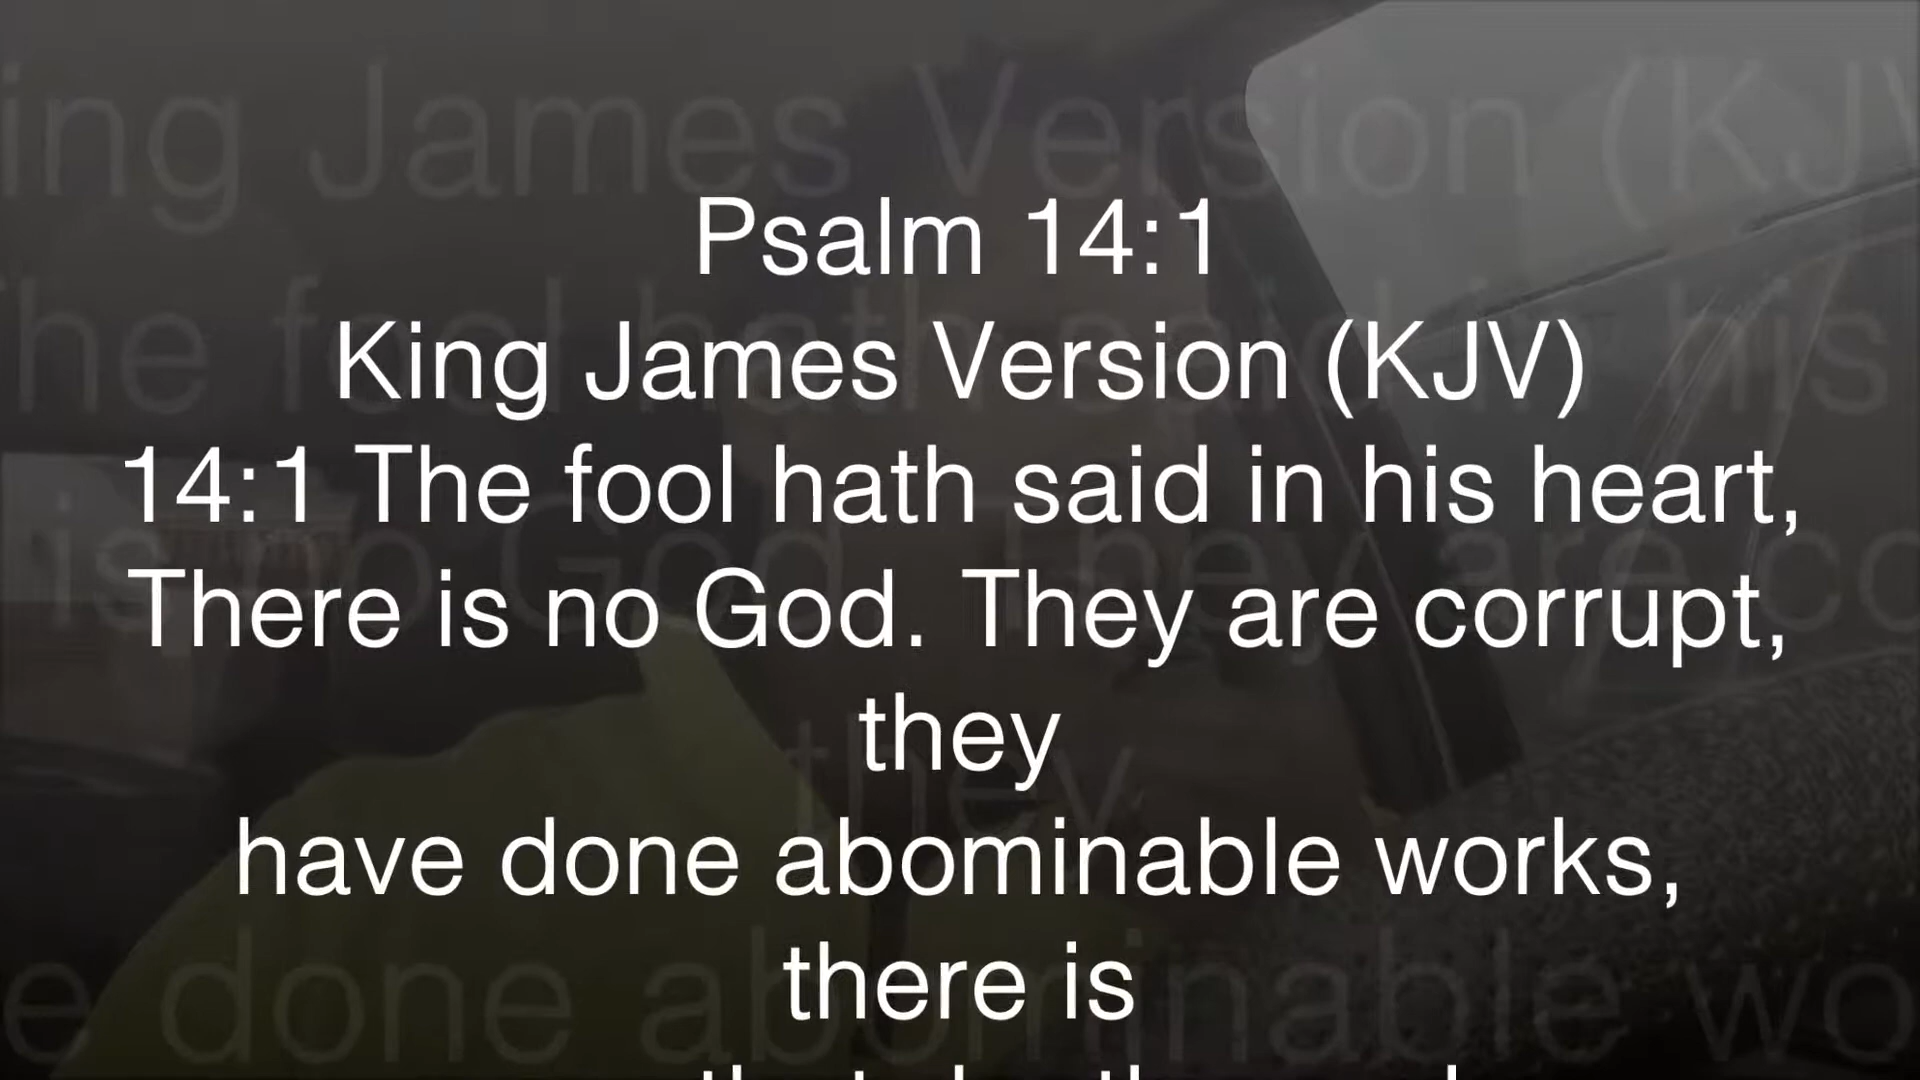 Psalm 14:1
King James Version (KJV)
14:1 The fool hath said in his heart,
There is no God. They are corrupt,
they
have done abominable works,
there is